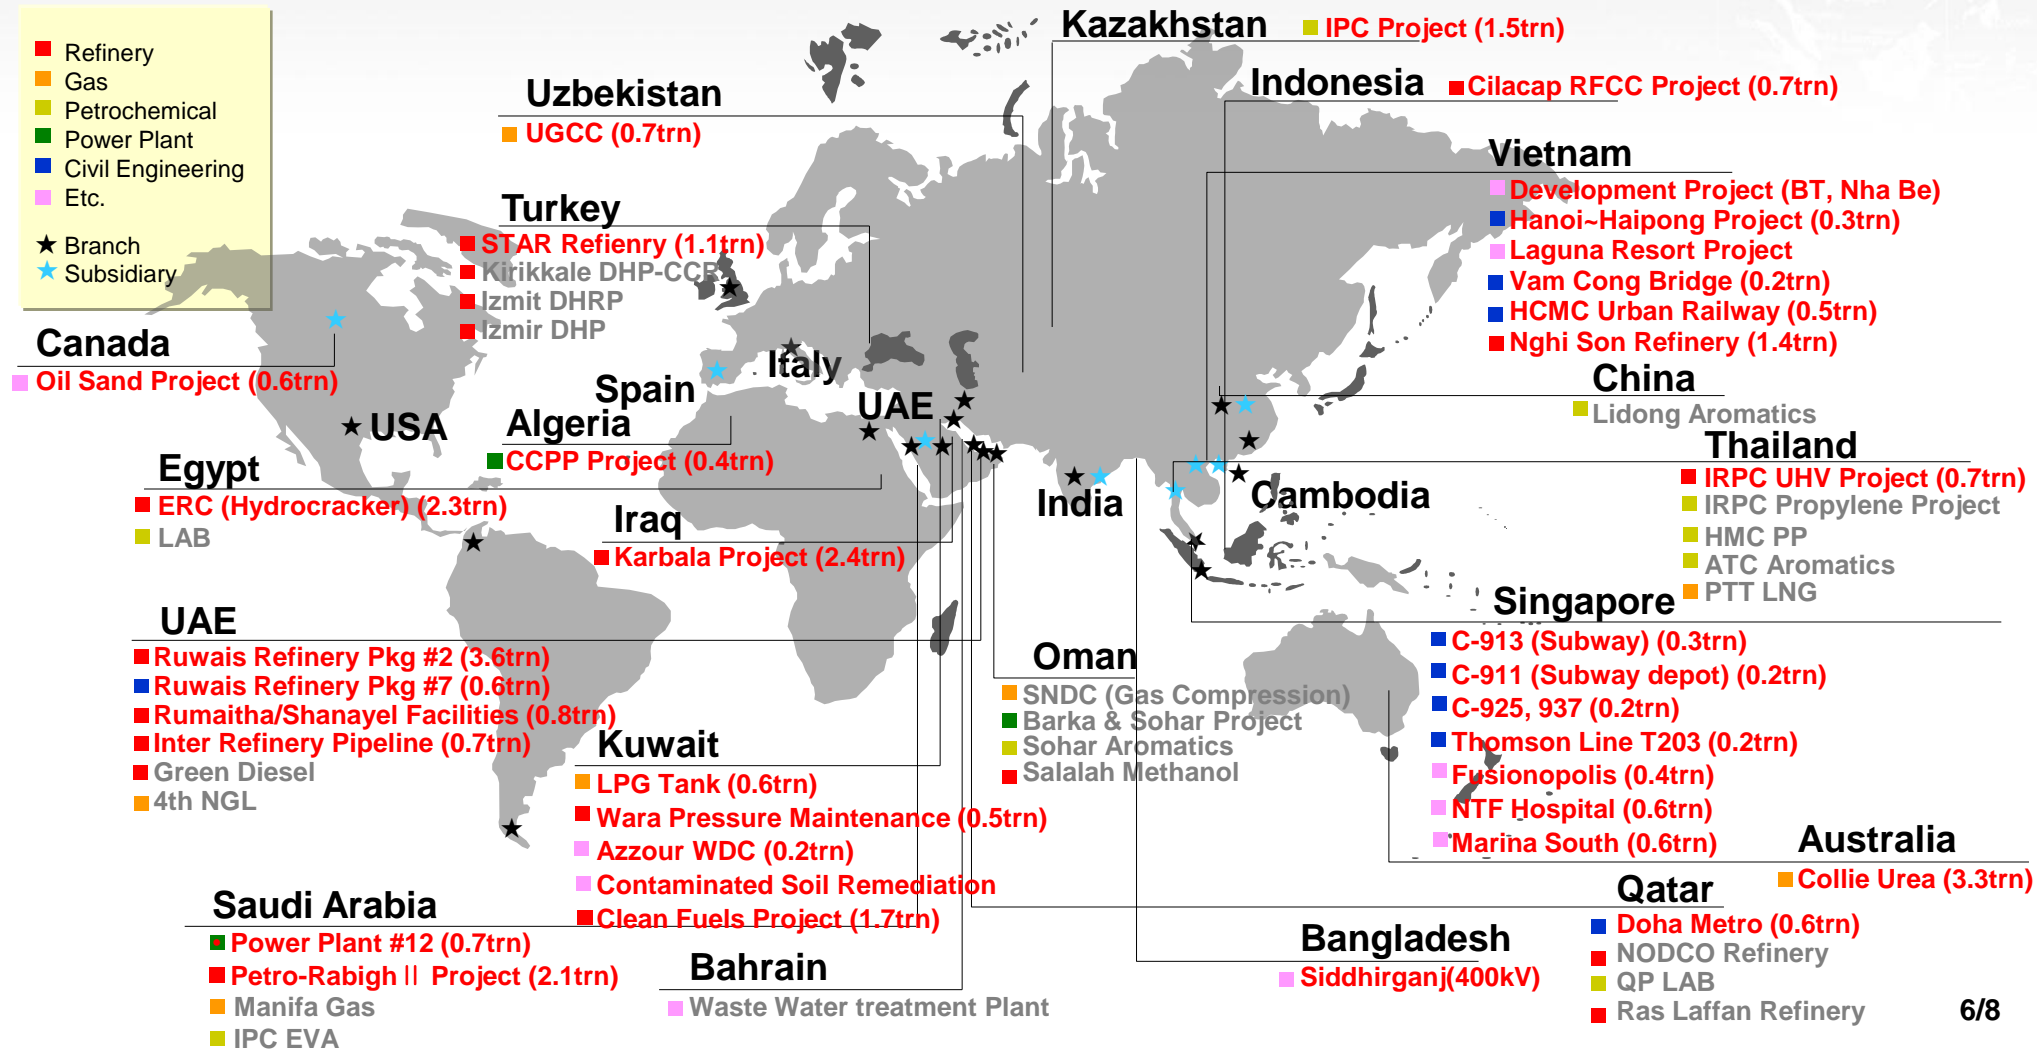 Refinery
Gas
Petrochemical
Power Plant
Civil Engineering
Etc.
Branch
Subsidiary
Kazakhstan
IPC Project (1.5trn)
Uzbekistan
UGCC (0.7trn)
Indonesia
Cilacap RFCC Project (0.7trn)
Vietnam
Development Project (BT, Nha Be)
Hanoi~Haipong Project (0.3trn)
Laguna Resort Project
Vam Cong Bridge (0.2trn)
HCMC Urban Railway (0.5trn)
Nghi Son Refinery (1.4trn)
Turkey
STAR Refienry (1.1trn)
Kirikkale DHP-CCR
Izmit DHRP
Izmir DHP
Canada
Oil Sand Project (0.6trn)
USA
Spain
Italy
UAE
Algeria
CCPP Project (0.4trn)
China
Lidong Aromatics
Thailand
IRPC UHV Project (0.7trn)
IRPC Propylene Project
HMC PP
ATC Aromatics
PTT LNG
Egypt
ERC (Hydrocracker) (2.3trn)
LAB
Iraq
Karbala Project (2.4trn)
India
Cambodia
Singapore
C-913 (Subway) (0.3trn)
C-911 (Subway depot) (0.2trn)
C-925, 937 (0.2trn)
Thomson Line T203 (0.2trn)
Fusionopolis (0.4trn)
NTF Hospital (0.6trn)
Marina South (0.6trn)
UAE
Ruwais Refinery Pkg #2 (3.6trn)
Ruwais Refinery Pkg #7 (0.6trn)
Rumaitha/Shanayel Facilities (0.8trn)
Inter Refinery Pipeline (0.7trn)
Green Diesel
4th NGL
Oman
SNDC (Gas Compression)
Barka & Sohar Project
Sohar Aromatics
Salalah Methanol
Kuwait
LPG Tank (0.6trn)
Wara Pressure Maintenance (0.5trn)
Azzour WDC (0.2trn)
Contaminated Soil Remediation
Clean Fuels Project (1.7trn)
Australia
Collie Urea (3.3trn)
Saudi Arabia
Power Plant #12 (0.7trn)
Petro-Rabigh II Project (2.1trn)
Manifa Gas
IPC EVA
Bahrain
Waste Water treatment Plant
Bangladesh
Siddhirganj(400kV)
Qatar
Doha Metro (0.6trn)
NODCO Refinery
QP LAB
Ras Laffan Refinery
6/8